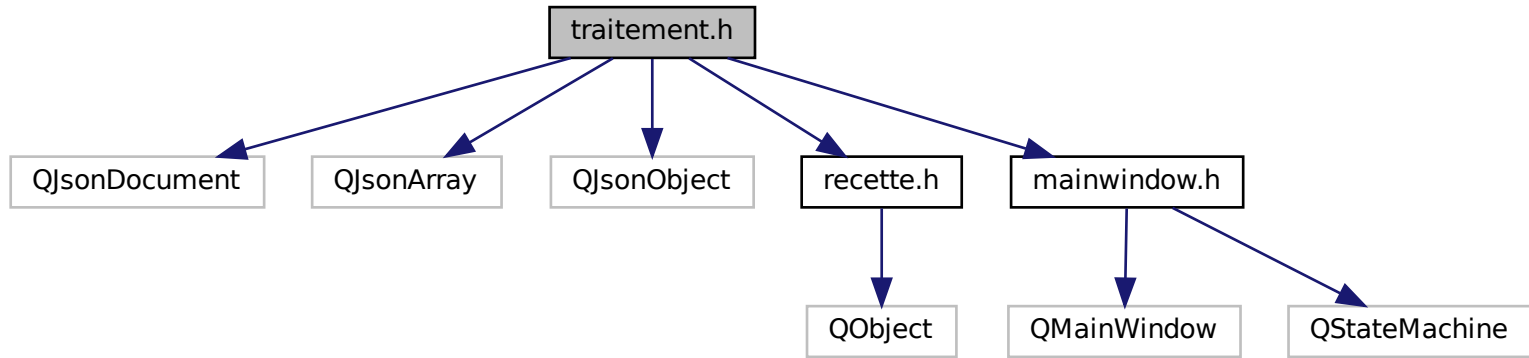 traitement.h
QJsonDocument
QJsonArray
QJsonObject
recette.h
mainwindow.h
QObject
QMainWindow
QStateMachine